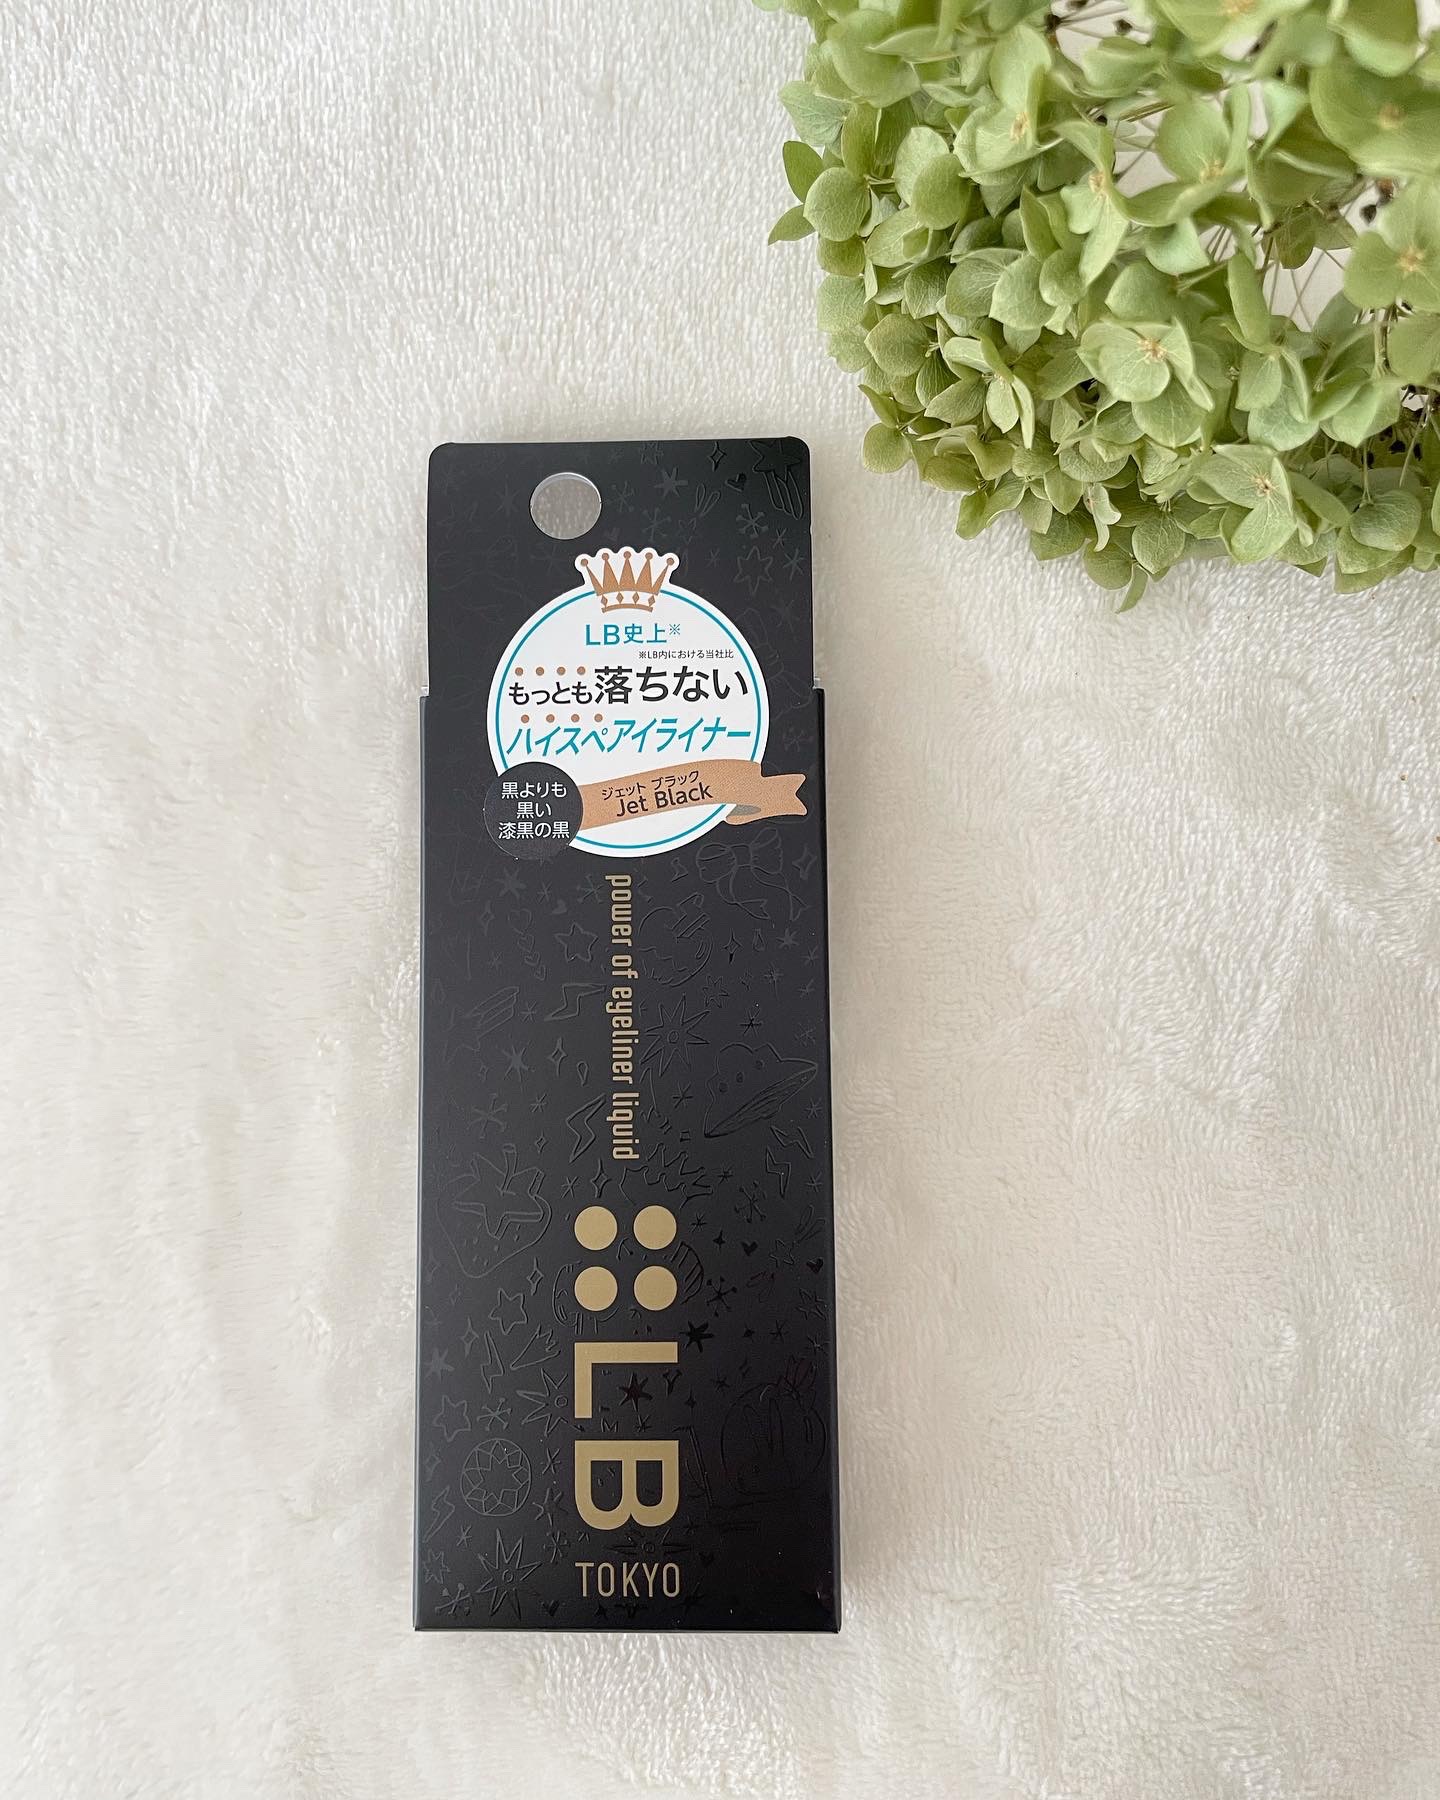 LB史上※
※LB内における当社比
もっとも落ちない
ハイスペアイライナー
ジェット ブラック
Jet Black
黒よりも
黒い
漆黒の黒
power of eyeliner liquid
LB
TOKYO